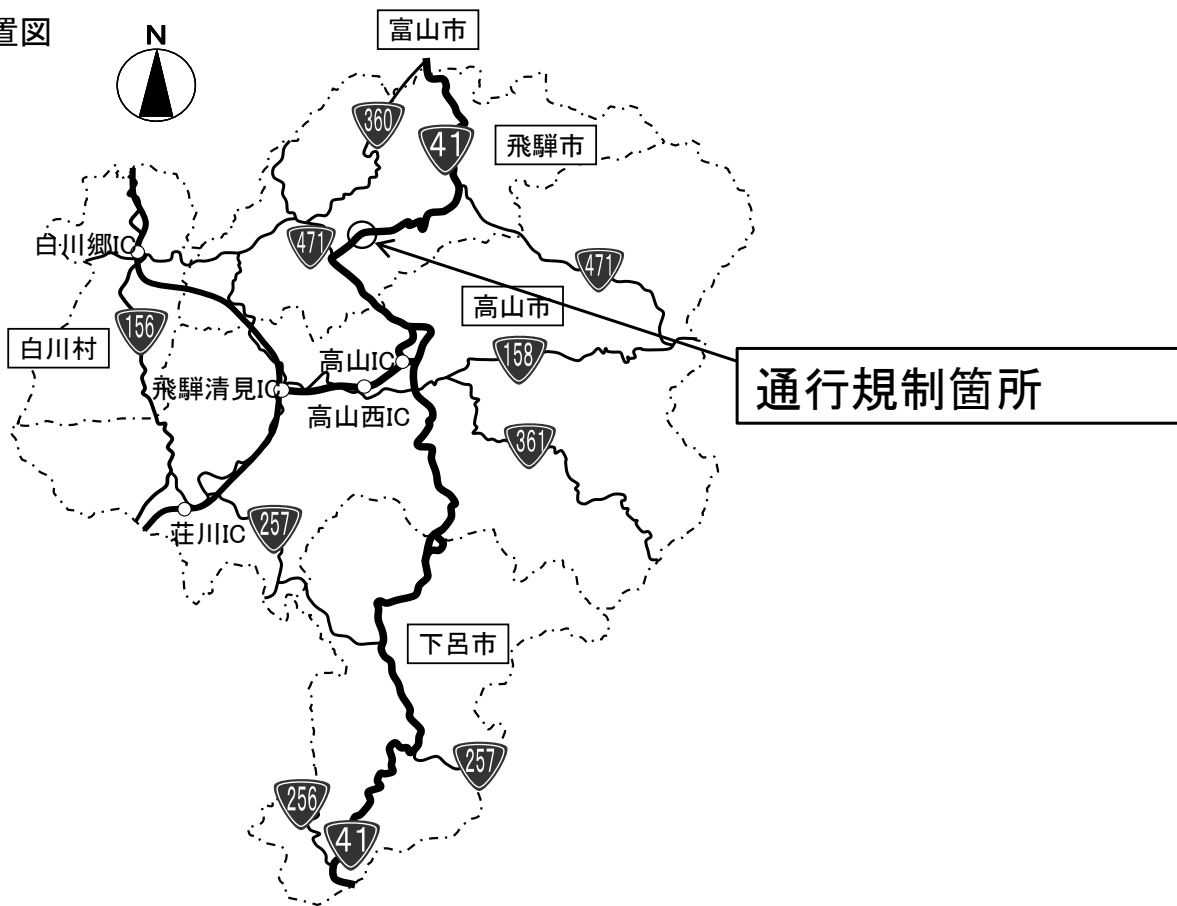 置図
N
富山市
360
41
飛騨市
白川郷IC
471
471
高山市
156
白川村
158
高山IC
通行規制箇所
飛騨清見IC
高山西IC
361
荘川IC
257
下呂市
257
256
41